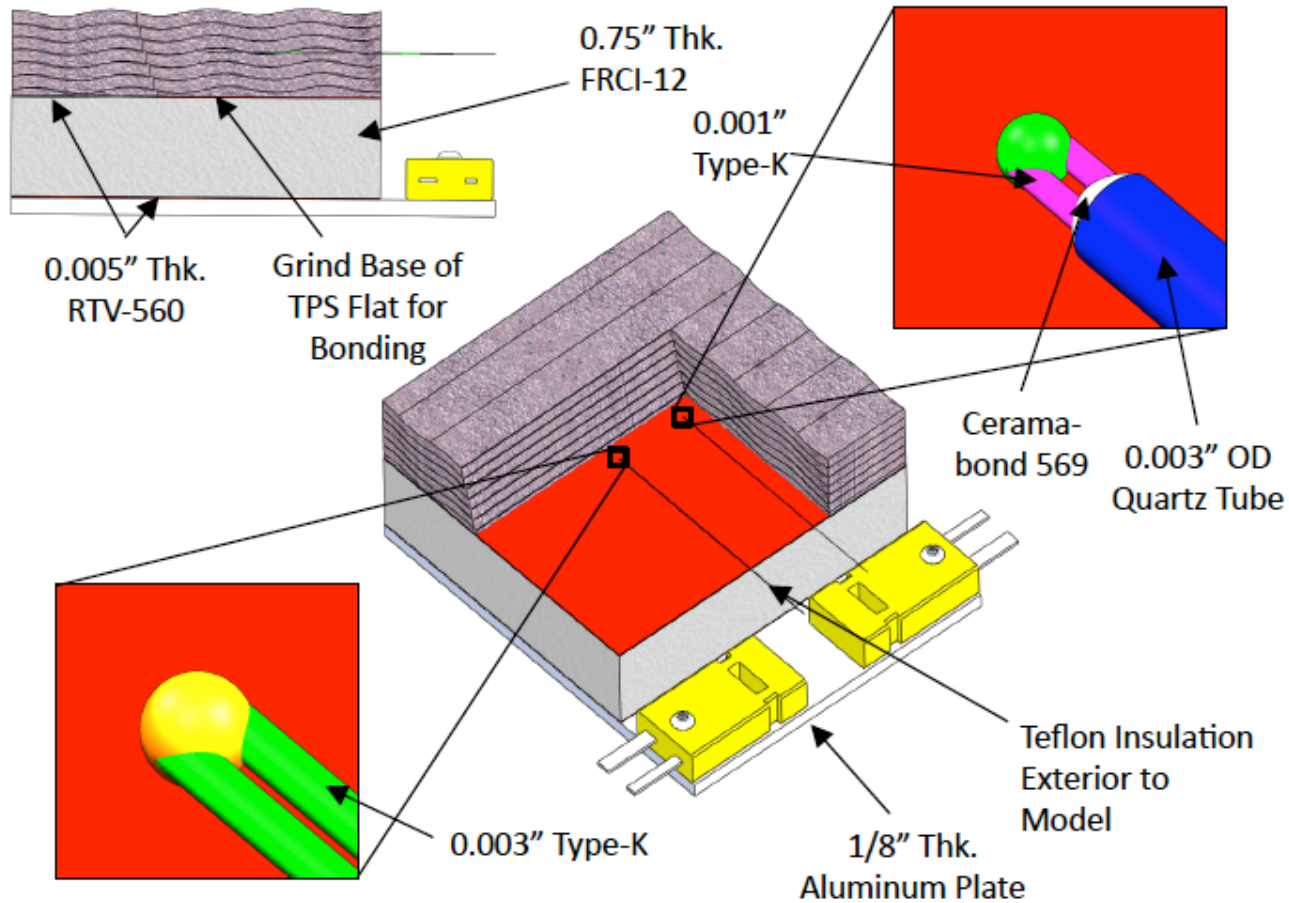 0.75” Thk.
FRCI-12
0.001”
Type-K
0.005” Thk.
RTV-560
Grind Base of
TPS Flat for
Bonding
Cerama-
bond 569
0.003” OD
Quartz Tube
Teflon Insulation
Exterior to
Model
0.003” Type-K
1/8” Thk.
Aluminum Plate